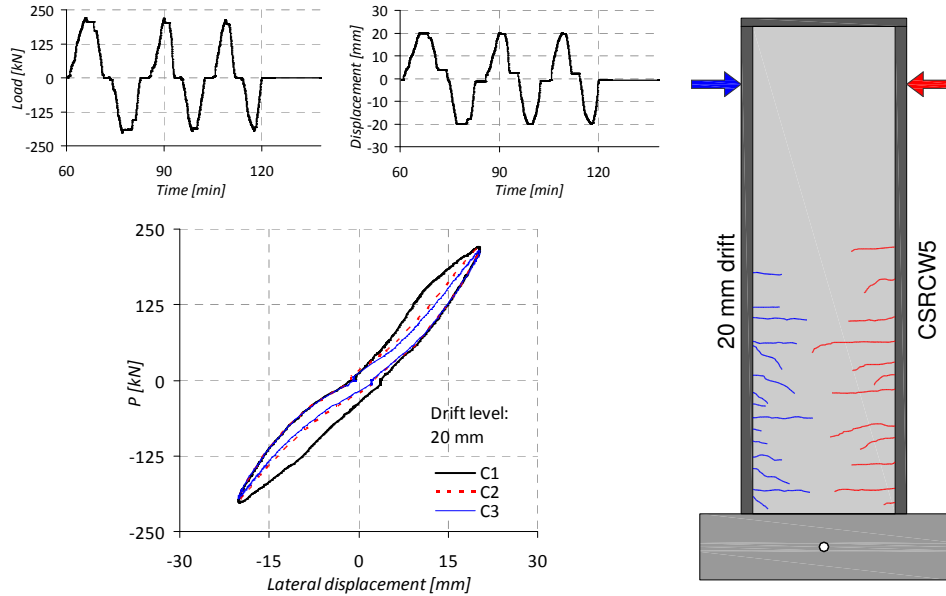 250
125
0
-125
-250
60
90
120
Load [kN]
Time [min]
30
20
10
0
-10
-20
-30
60
90
120
Displacement [mm]
Time [min]
250
125
0
-125
-250
-30
-15
0
15
30
P [kN]
Lateral displacement [mm]
Drift level:
20 mm
C1
C2
C3
20 mm drift
CSRCW5